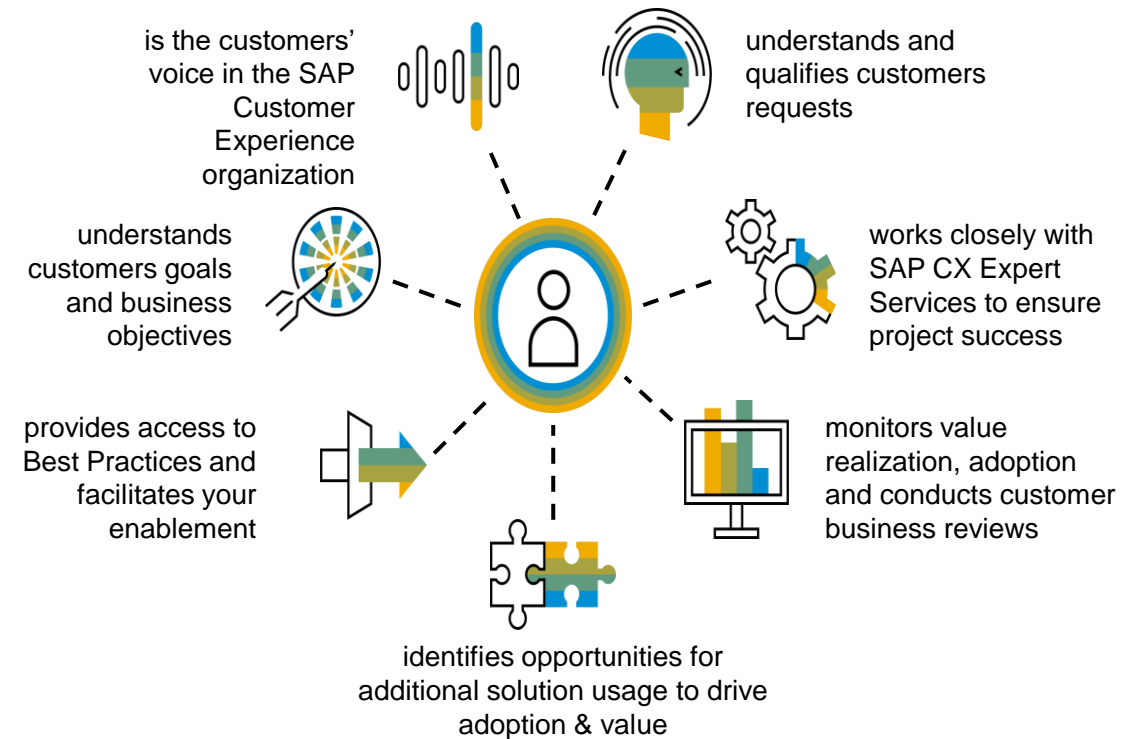 is the customers’
voice in the SAP
Customer
Experience
organization
understands and
qualifies customers
requests
understands
customers goals
and business
objectives
works closely with
SAP CX Expert
Services to ensure
project success
provides access to
Best Practices and
facilitates your
enablement
monitors value
realization, adoption
and conducts customer
business reviews
identifies opportunities for
additional solution usage to drive
adoption & value